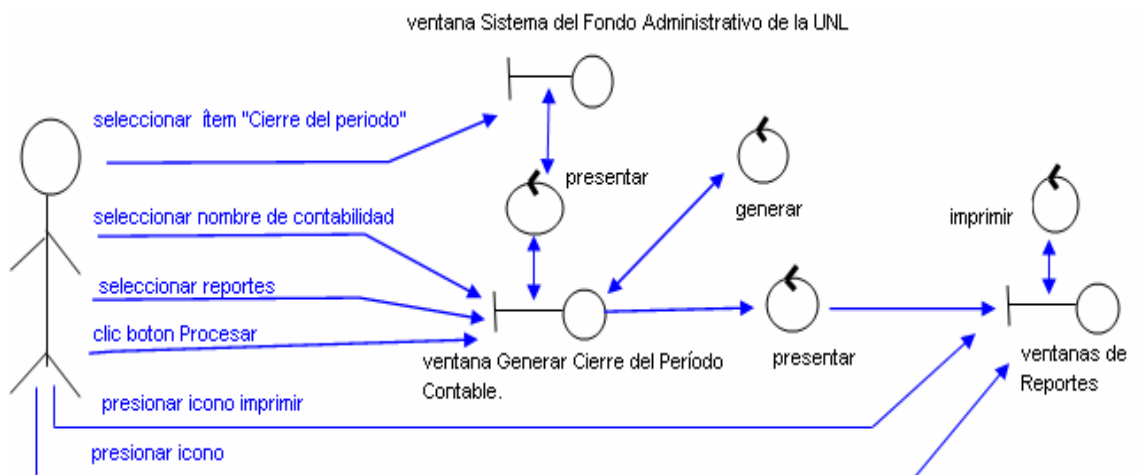 ventana Sistema del Fondo Administrativo de la UNL
seleccionar ítem "Cierre del periodo"
presentar
seleccionar nombre de contabilidad
generar
imprimir
seleccionar reportes
clic boton Procesar
ventana Generar Cierre del Período
Contable.
presentar
ventanas de
Reportes
presionar icono imprimir
presionar icono